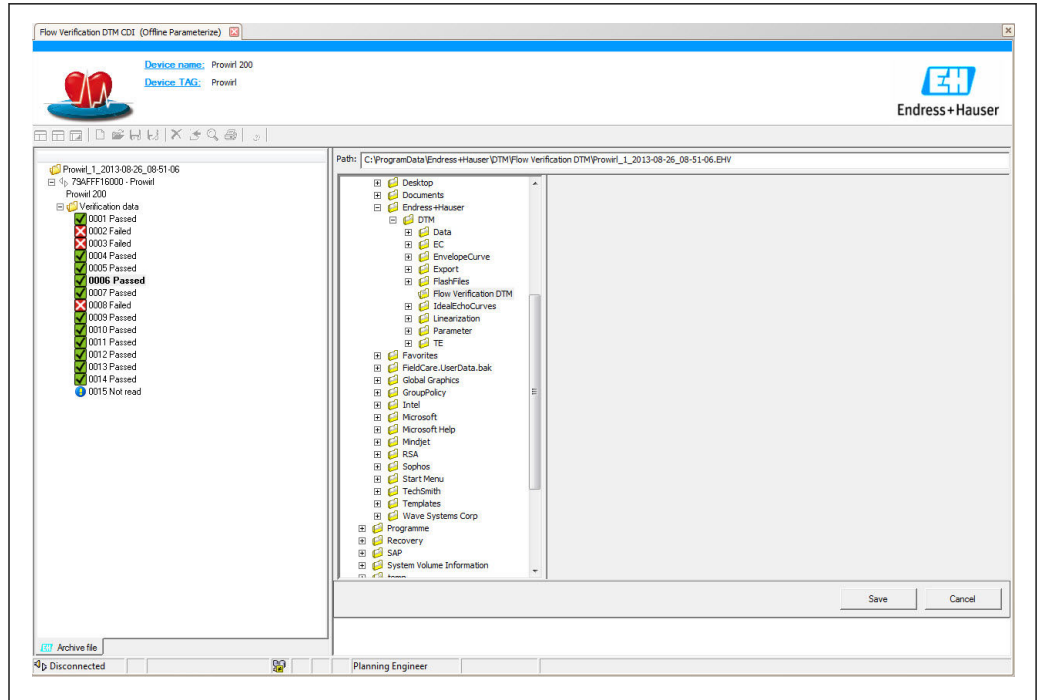 Flow Verification DTM CDI (Offline Parameterize)
Device name: Prowirl 200
Device TAG: Prowirl
EH
Endress+Hauser
Prowirl_1_2013-08-26_08-51-06
79AFFF16000 - Prowirl
Prowirl 200
Verification data
0001 Passed
0002 Failed
0003 Failed
0004 Passed
0005 Passed
0006 Passed
0007 Passed
0008 Failed
0009 Passed
0010 Passed
0011 Passed
0012 Passed
0013 Passed
0014 Passed
0015 Not read
EH Archive file
Path: C:\ProgramData\Endress+Hauser\DTM\Flow Verification DTM\Prowirl_1_2013-08-26_08-51-06.EHV
Desktop
Documents
Endress+Hauser
DTM
Data
EC
EnvelopeCurve
Export
FlashFiles
Flow Verification DTM
IdealEchoCurves
Linearization
Parameter
TE
Favorites
FieldCare.UserData.bak
Global Graphics
GroupPolicy
Intel
Microsoft
Microsoft Help
Mindjet
RSA
Sophos
Start Menu
TechSmith
Templates
Wave Systems Corp
Programme
Recovery
SAP
System Volume Information
temp
Save Cancel
Disconnected Planning Engineer